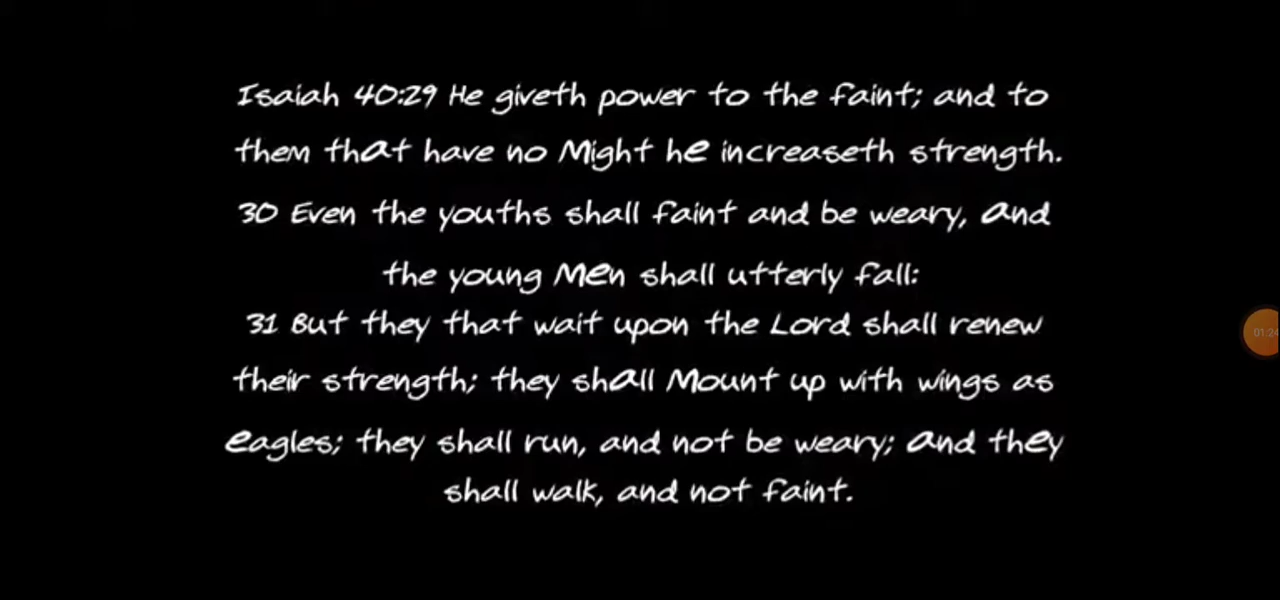 Isaiah 40:29 He giveth power to the faint; and to
them that have no Might he increaseth strength.
30 Even the youths shall faint and be weary, and
the young Men shall utterly fall:
31 But they that wait upon the Lord shall renew
their strength; they shall Mount up with wings as
eagles; they shall run, and not be weary; and they
shall walk, and not faint.
01:24